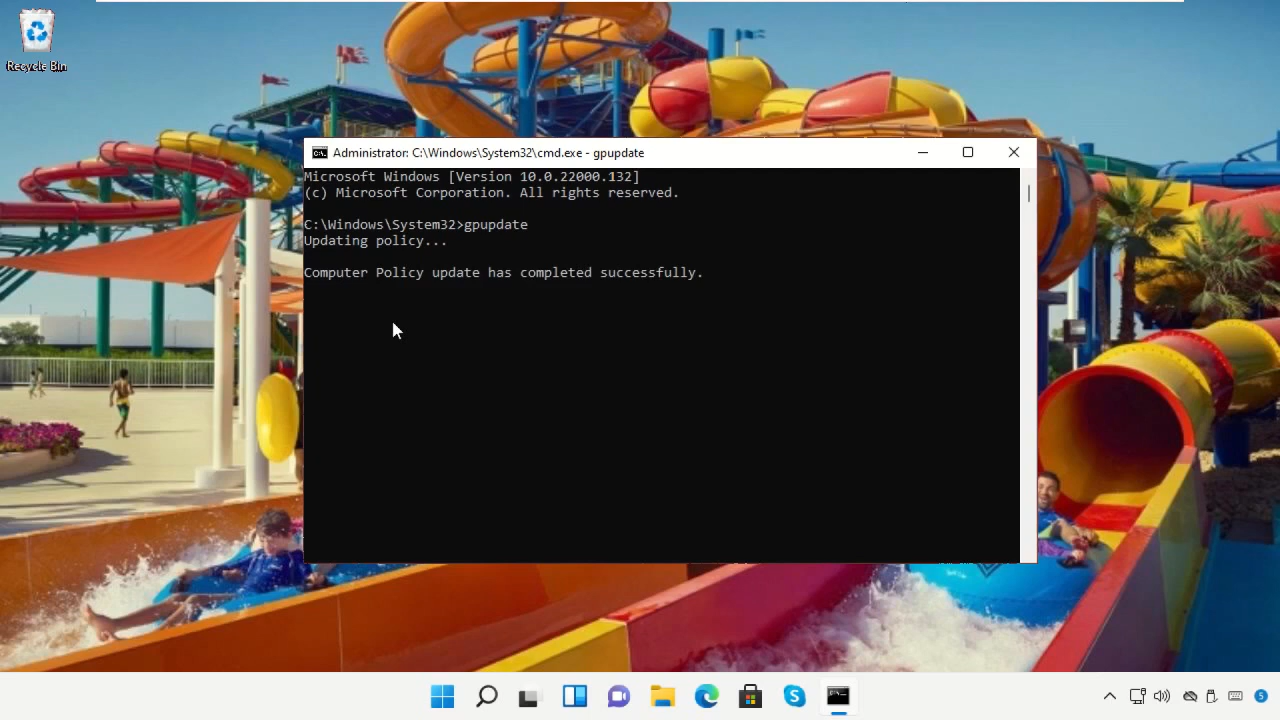 Recycle Bin
Administrator: C:\Windows\System32\cmd.exe - gpupdate
Microsoft Windows [Version 10.0.22000.132]
(c) Microsoft Corporation. All rights reserved.
C:\Windows\System32>gpupdate
Updating policy...
Computer Policy update has completed successfully.
5